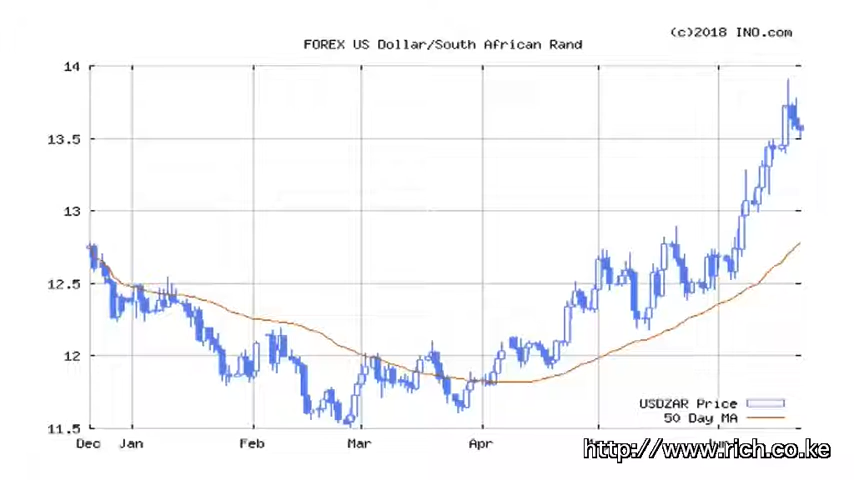 (c)2018 INO.com
FOREX US Dollar/South African Rand
14
13.5
13
12.5
12
11.5
USDZAR Price
50 Day MA
Dec Jan Feb Mar Apr
http://www.rich.co.ke